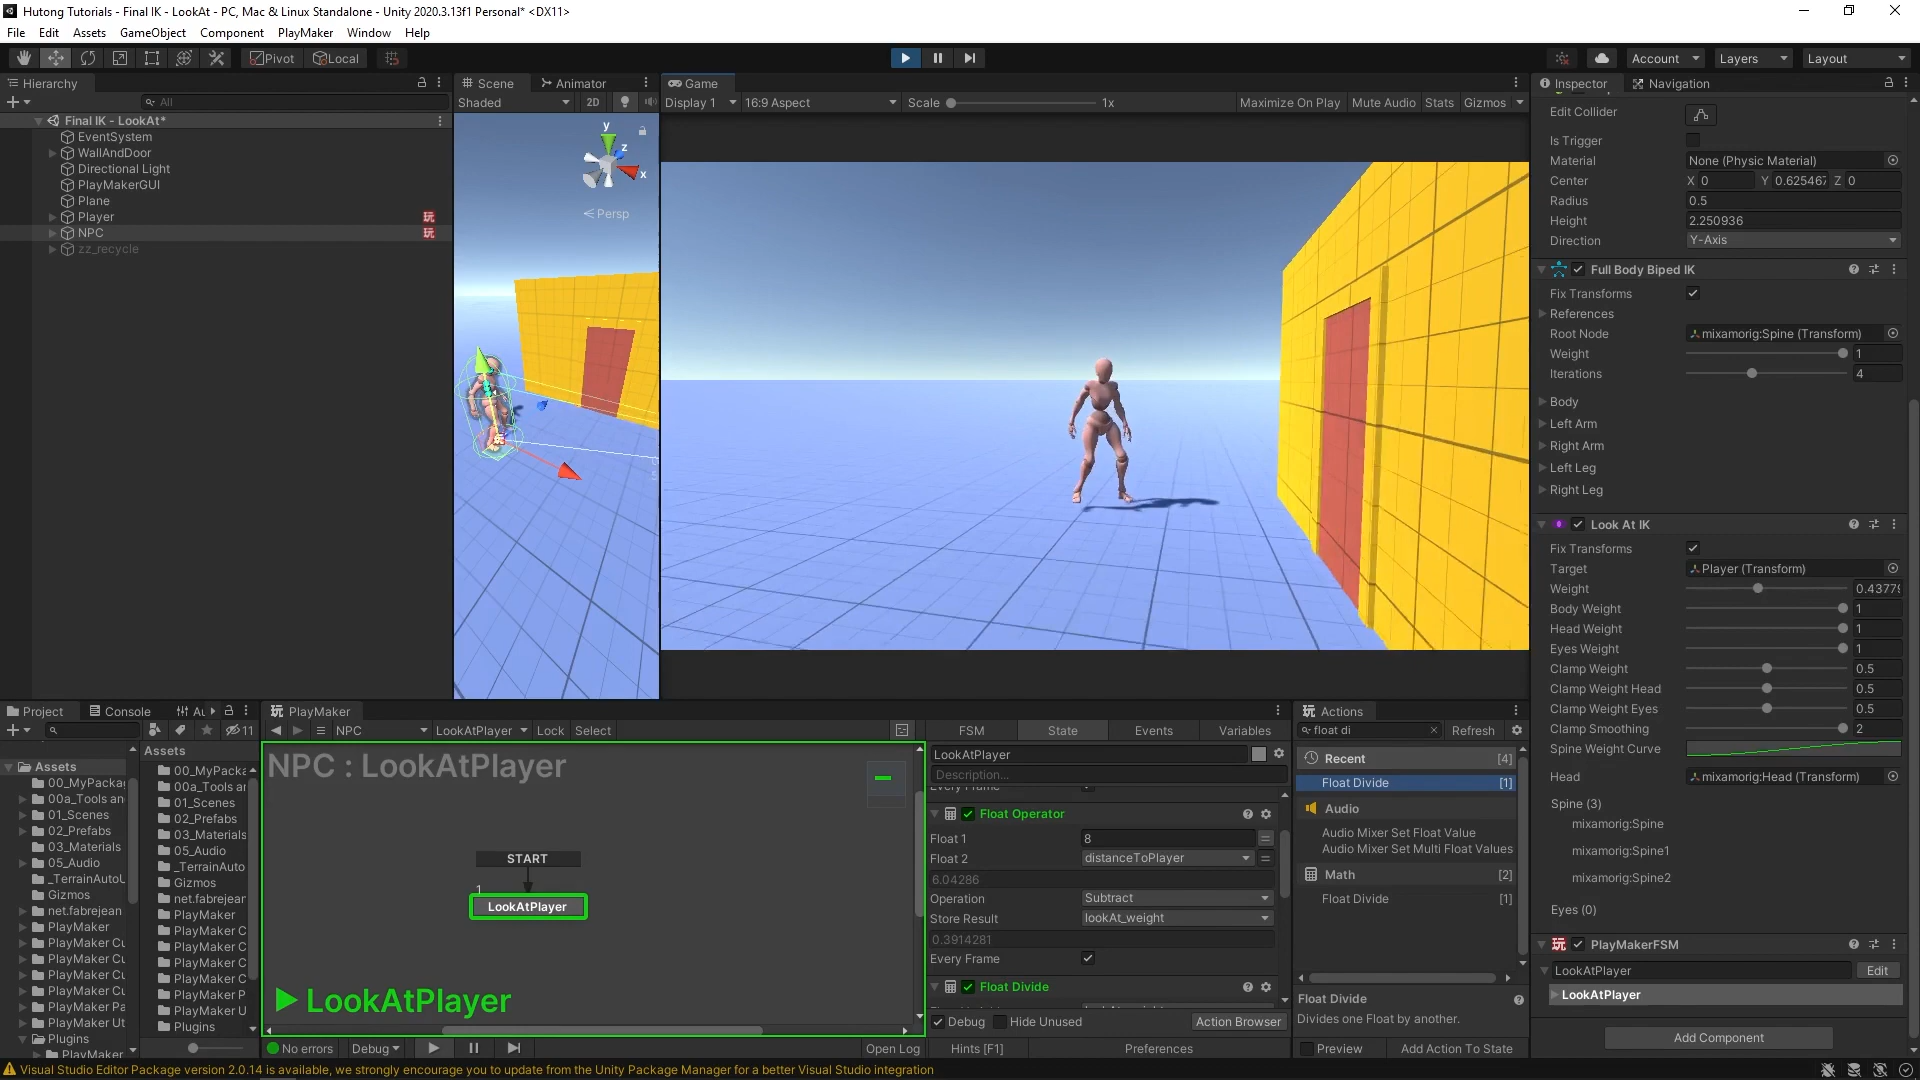 Hutong Tutorials - Final IK - LookAt - PC, Mac & Linux Standalone - Unity 2020.3.13f1 Personal* <DX11>
File Edit Assets GameObject Component PlayMaker Window Help
Pivot Local Account Layers Layout
Hierarchy
All
Final IK - LookAt*
EventSystem
WallAndDoor
Directional Light
PlayMakerGUI
Plane
Player
NPC
zz_recycle
Scene Animator
Shaded 2D
y
z
x
Persp
Game
Display 1 16:9 Aspect Scale 1x Maximize On Play Mute Audio Stats Gizmos
Inspector Navigation
Edit Collider
Is Trigger
Material None (Physic Material)
Center X 0 Y 0.625467 Z 0
Radius 0.5
Height 2.250936
Direction Y-Axis
Full Body Biped IK
Fix Transforms
References
Root Node mixamorig:Spine (Transform)
Weight 1
Iterations 4
Body
Left Arm
Right Arm
Left Leg
Right Leg
Look At IK
Fix Transforms
Target Player (Transform)
Weight 0.43779
Body Weight 1
Head Weight 1
Eyes Weight 1
Clamp Weight 0.5
Clamp Weight Head 0.5
Clamp Weight Eyes 0.5
Clamp Smoothing 2
Spine Weight Curve
Head mixamorig:Head (Transform)
Spine (3)
mixamorig:Spine
mixamorig:Spine1
mixamorig:Spine2
Eyes (0)
PlayMakerFSM
LookAtPlayer Edit
LookAtPlayer
Add Component
Project Console Au
11
Assets
00_MyPacka
00a_Tools an
01_Scenes
02_Prefabs
03_Materials
05_Audio
_TerrainAutoU
Gizmos
net.fabrejean
PlayMaker
PlayMaker Cu
PlayMaker Cu
PlayMaker Cu
PlayMaker Cu
PlayMaker Pa
PlayMaker Ut
Plugins
PlayMaker
Assets
00_MyPacka
00a_Tools an
01_Scenes
02_Prefabs
03_Materials
05_Audio
_TerrainAuto
Gizmos
net.fabrejean
PlayMaker
PlayMaker C
PlayMaker C
PlayMaker C
PlayMaker C
PlayMaker P
PlayMaker U
Plugins
PlayMaker
NPC LookAtPlayer Lock Select
NPC : LookAtPlayer
START
1
LookAtPlayer
LookAtPlayer
No errors Debug Open Log
FSM State Events Variables
LookAtPlayer
Description...
Every Frame
Float Operator
Float 1 8
Float 2 distanceToPlayer
6.04286
Operation Subtract
Store Result lookAt_weight
0.3914281
Every Frame
Float Divide
Debug Hide Unused Action Browser
Hints [F1] Preferences
Actions
float di Refresh
Recent [4]
Float Divide [1]
Audio
Audio Mixer Set Float Value
Audio Mixer Set Multi Float Values
Math [2]
Float Divide [1]
Float Divide
Divides one Float by another.
Preview Add Action To State
Visual Studio Editor Package version 2.0.14 is available, we strongly encourage you to update from the Unity Package Manager for a better Visual Studio integration